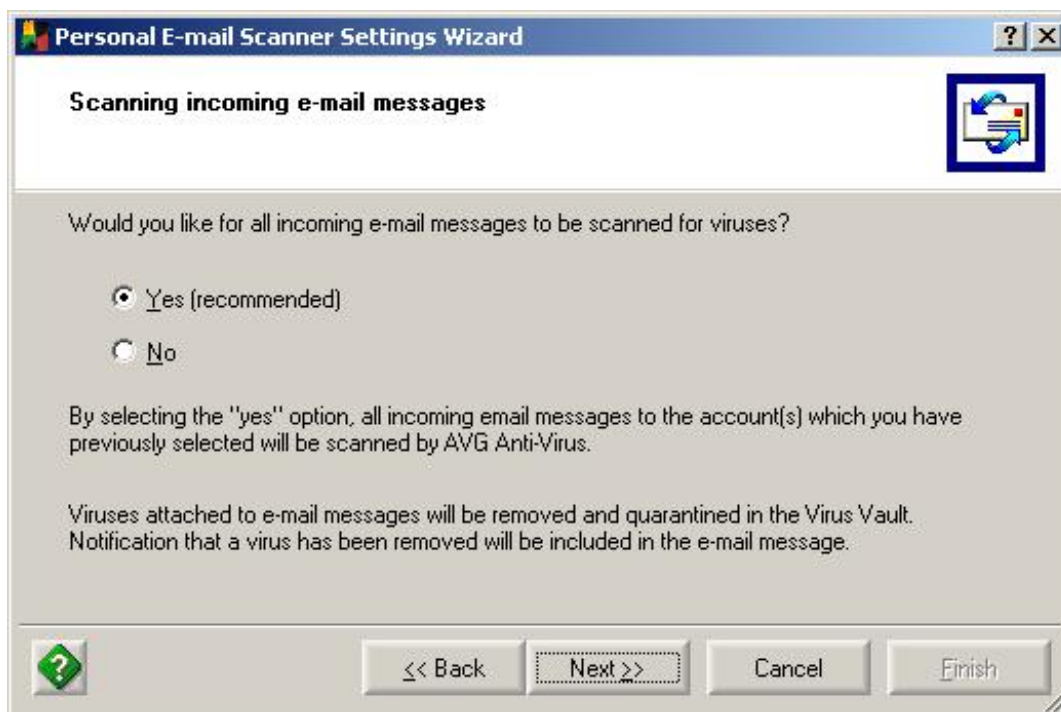 Personal E-mail Scanner Settings Wizard
Scanning incoming e-mail messages
Would you like for all incoming e-mail messages to be scanned for viruses?
Yes (recommended)
No
By selecting the "yes" option, all incoming email messages to the account(s) which you have
previously selected will be scanned by AVG Anti-Virus.
Viruses attached to e-mail messages will be removed and quarantined in the Virus Vault.
Notification that a virus has been removed will be included in the e-mail message.
<< Back
Next >>
Cancel
Finish